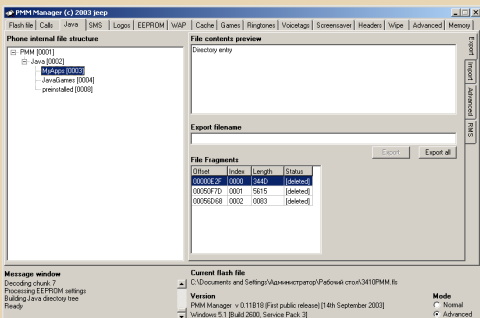 PMM Manager (c) 2003 jeep
Flash file Calls Java SMS Logos EEPROM WAP Cache Games Ringtones Voicetags Screensaver Headers Wipe Advanced Memory
Phone internal file structure
PMM [0001]
Java [0002]
MyApps [0003]
JavaGames [0004]
preinstalled [0008]
File contents preview
Directory entry
Export
Import
Advanced
RMS
Export filename
Export Export all
File Fragments
Offset Index Length Status
00000E2F 0000 344D [deleted]
00050F7D 0001 5615 [deleted]
00056D68 0002 0083 [deleted]
Message window
Decoding chunk 7
Processing EEPROM settings
Building Java directory tree
Ready
Current flash file
C:\Documents and Settings\Администратор\Рабочий стол\3410PMM.fls
Version
PMM Manager v 0.11B18 (First public release) [14th September 2003]
Windows 5.1 [Build 2600, Service Pack 3]
Mode
Normal
Advanced